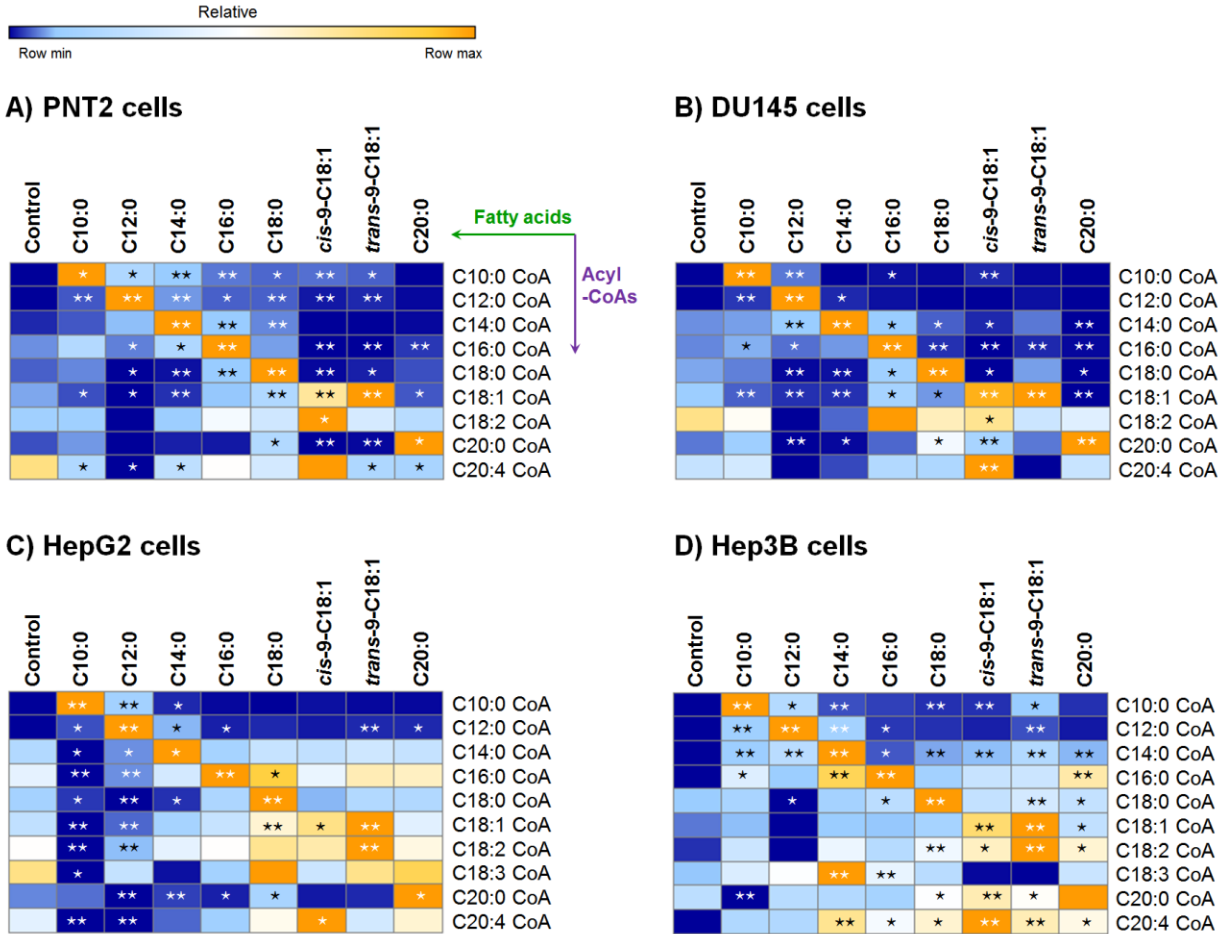 Relative
Row min
Row max
A) PNT2 cells
Control
C10:0
C12:0
C14:0
C16:0
C18:0
cis-9-C18:1
trans-9-C18:1
C20:0
Fatty acids
Acyl
-CoAs
* * ** ** * ** * C10:0 CoA
** ** ** * ** ** ** C12:0 CoA
** ** ** C14:0 CoA
* * ** ** ** ** C16:0 CoA
* ** ** ** ** * C18:0 CoA
* * ** ** ** ** * C18:1 CoA
* C18:2 CoA
* ** ** * C20:0 CoA
* * * * * C20:4 CoA
B) DU145 cells
Control
C10:0
C12:0
C14:0
C16:0
C18:0
cis-9-C18:1
trans-9-C18:1
C20:0
** ** * ** C10:0 CoA
** ** * C12:0 CoA
** ** * * * ** C14:0 CoA
* * ** ** ** ** ** C16:0 CoA
** ** * ** * * C18:0 CoA
** ** ** * * ** ** ** C18:1 CoA
* C18:2 CoA
** * * ** ** C20:0 CoA
** C20:4 CoA
C) HepG2 cells
Control
C10:0
C12:0
C14:0
C16:0
C18:0
cis-9-C18:1
trans-9-C18:1
C20:0
** ** * C10:0 CoA
* ** * * ** * C12:0 CoA
* * * C14:0 CoA
** ** ** * C16:0 CoA
* ** * ** C18:0 CoA
** ** ** * ** C18:1 CoA
** ** ** C18:2 CoA
* C18:3 CoA
** ** * * * C20:0 CoA
** ** * C20:4 CoA
D) Hep3B cells
Control
C10:0
C12:0
C14:0
C16:0
C18:0
cis-9-C18:1
trans-9-C18:1
C20:0
** * ** ** ** * C10:0 CoA
** ** ** * ** C12:0 CoA
** ** ** * ** ** ** ** C14:0 CoA
* ** ** ** C16:0 CoA
* * ** ** * C18:0 CoA
** ** * C18:1 CoA
** * ** * C18:2 CoA
** ** C18:3 CoA
** * ** * C20:0 CoA
** * * ** ** * C20:4 CoA